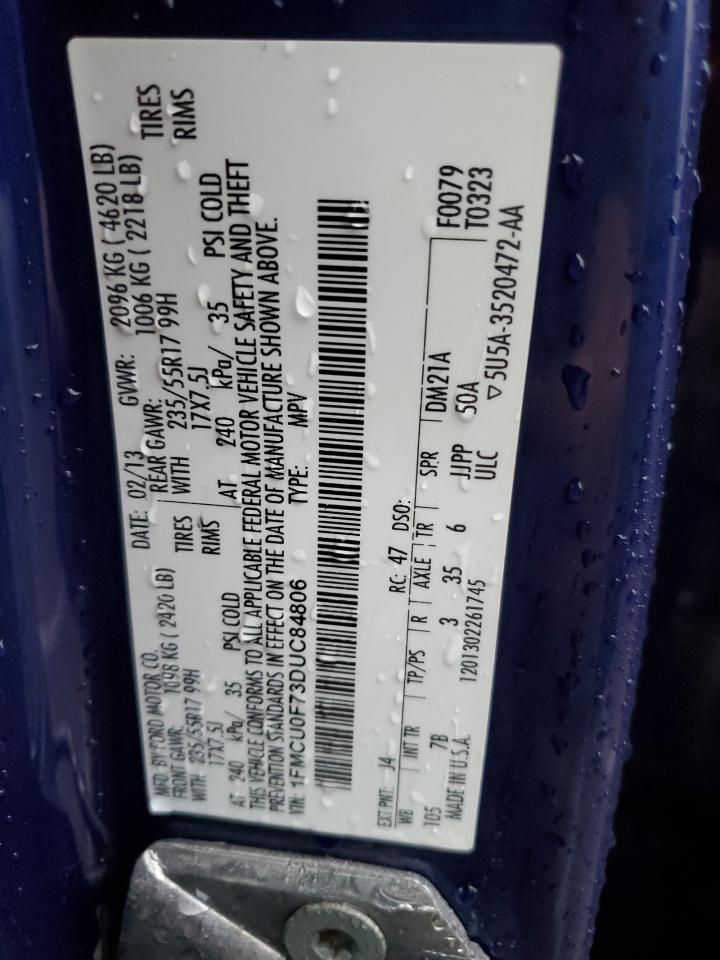 MFD. BY FORD MOTOR CO.
DATE: 02/13 GVWR: 2096 KG ( 4620 LB)
FRONT GAWR: 1098 KG ( 2420 LB) REAR GAWR: 1006 KG ( 2218 LB)
WITH 235/55R17 99H TIRES WITH 235/55R17 99H TIRES
17X7.5J RIMS 17X7.5J RIMS
AT 240 kPa/ 35 PSI COLD AT 240 kPa/ 35 PSI COLD
THIS VEHICLE CONFORMS TO ALL APPLICABLE FEDERAL MOTOR VEHICLE SAFETY AND THEFT
PREVENTION STANDARDS IN EFFECT ON THE DATE OF MANUFACTURE SHOWN ABOVE.
VIN: 1FMCU0F73DUC84806 TYPE: MPV
EXT PNT: J4 RC: 47 DSO: F0079
WB INT TR TP/PS R AXLE TR SPR DM21A T0323
105 7B 3 35 6 JJPP 50A
MADE IN U.S.A. 1201302261745 ULC ▽5U5A-3520472-AA